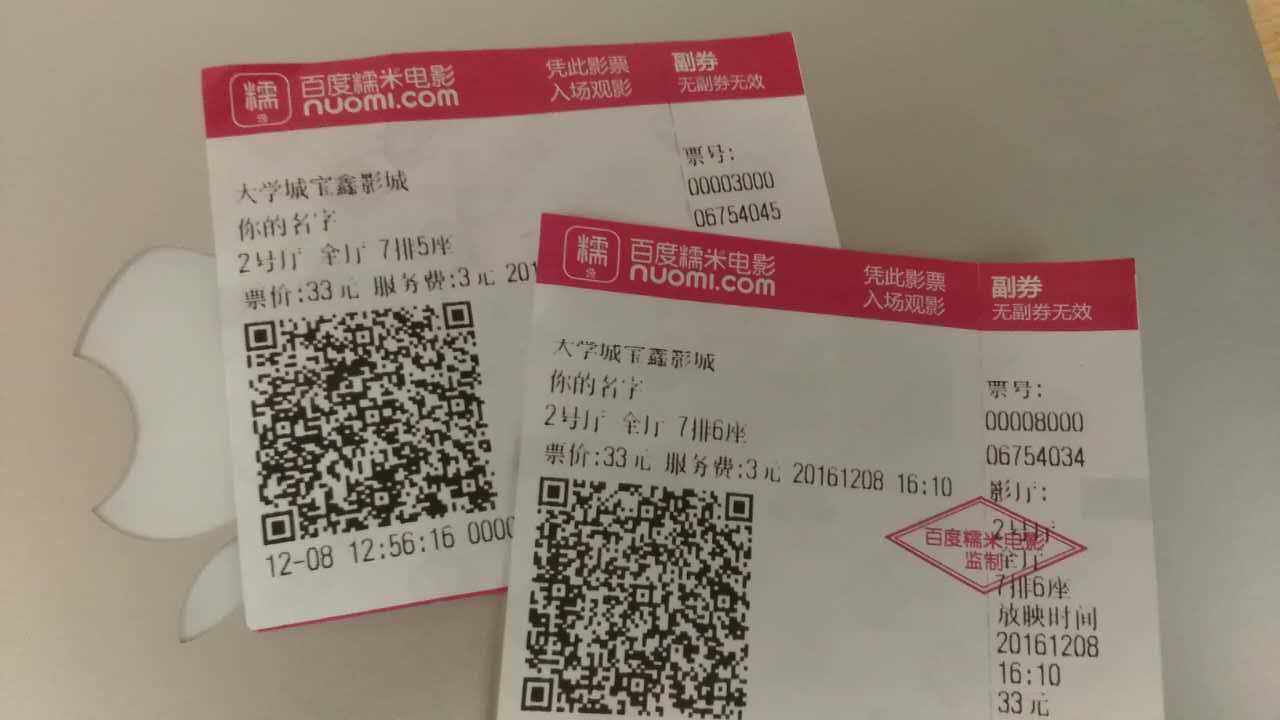 糯
百度糯米电影
nuomi.com
凭此影票
入场观影
副券
无副券无效
大学城宝鑫影城
你的名字
2号厅 全厅 7排5座
票价:33元 服务费:3元 201
12-08 12:56:16 0000
票号:
00003000
06754045
糯
百度糯米电影
nuomi.com
凭此影票
入场观影
副券
无副券无效
大学城宝鑫影城
你的名字
2号厅 全厅 7排6座
票价:33元 服务费:3元 20161208 16:10
票号:
00008000
06754034
影厅:
2号厅
全厅
7排6座
放映时间
20161208
16:10
33元
百度糯米电影
监制